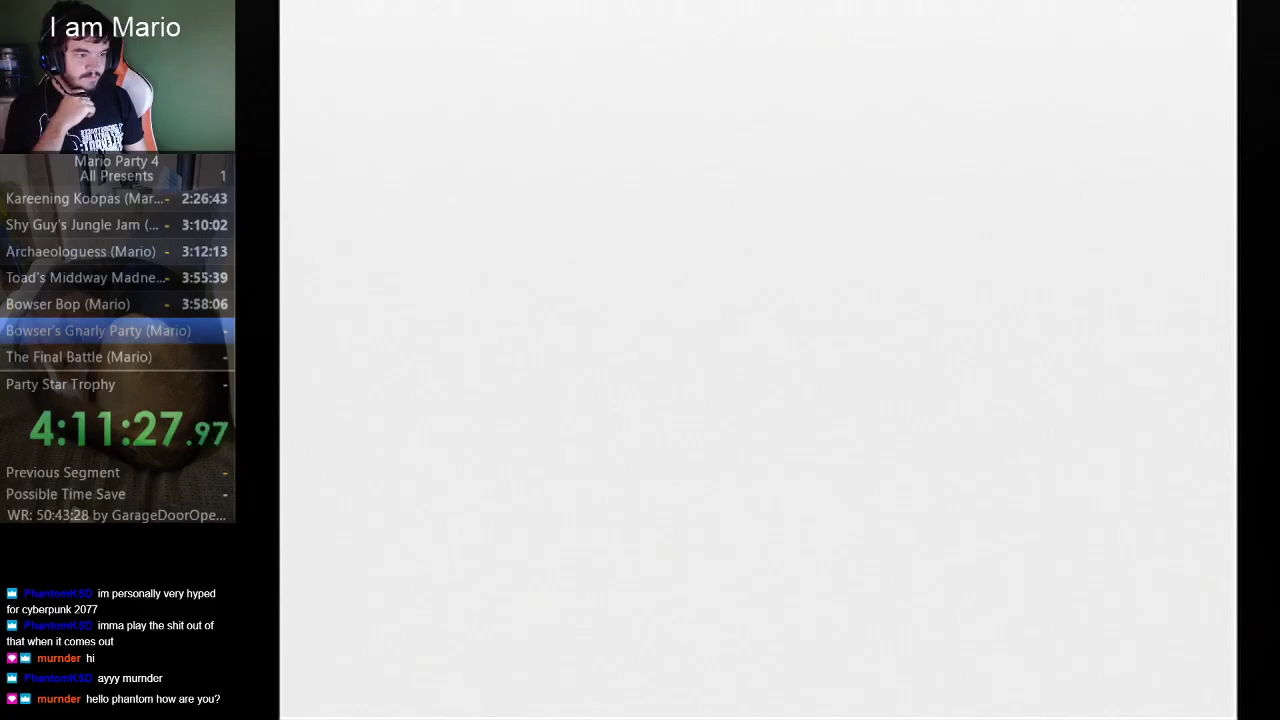 I am Mario
Mario Party 4
All Presents 1
Kareening Koopas (Mar... - 2:26:43
Shy Guy's Jungle Jam (... - 3:10:02
Archaeologuess (Mario) - 3:12:13
Toad's Middway Madne... - 3:55:39
Bowser Bop (Mario) - 3:58:06
Bowser's Gnarly Party (Mario) -
The Final Battle (Mario) -
Party Star Trophy -
4:11:27.97
Previous Segment -
Possible Time Save -
WR: 50:43:28 by GarageDoorOpe...
PhantomKSD im personally very hyped
for cyberpunk 2077
PhantomKSD imma play the shit out of
that when it comes out
murnder hi
PhantomKSD ayyy murnder
murnder hello phantom how are you?